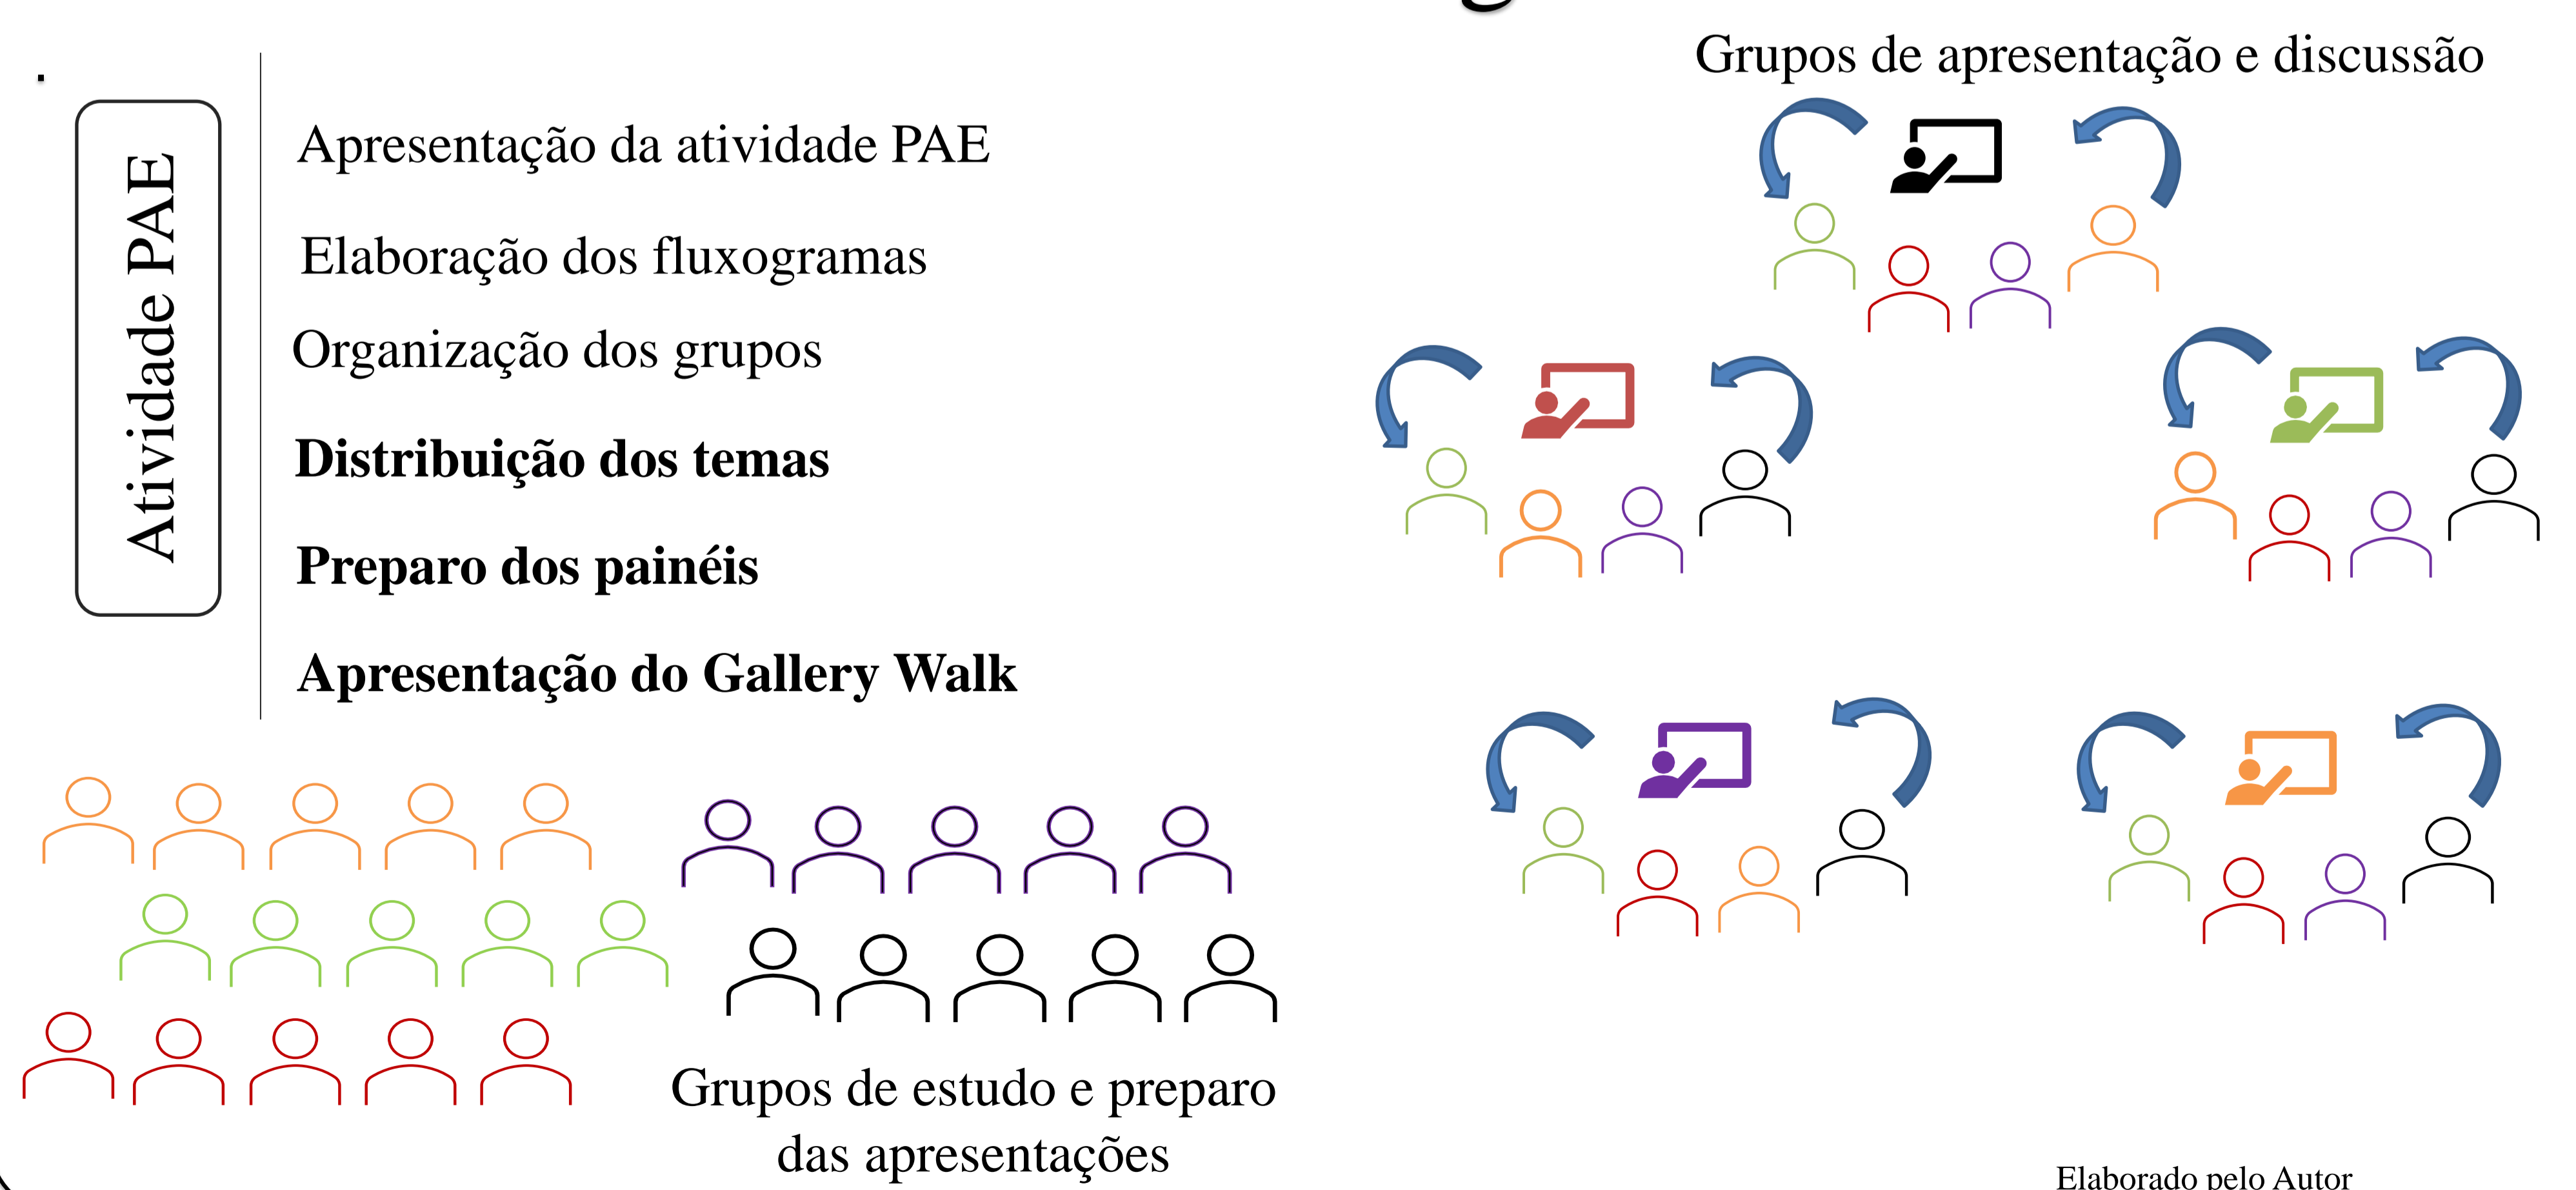 Grupos de apresentação e discussão
Atividade PAE
Apresentação da atividade PAE
Elaboração dos fluxogramas
Organização dos grupos
Distribuição dos temas
Preparo dos painéis
Apresentação do Gallery Walk
Grupos de estudo e preparo
das apresentações
Elaborado pelo Autor